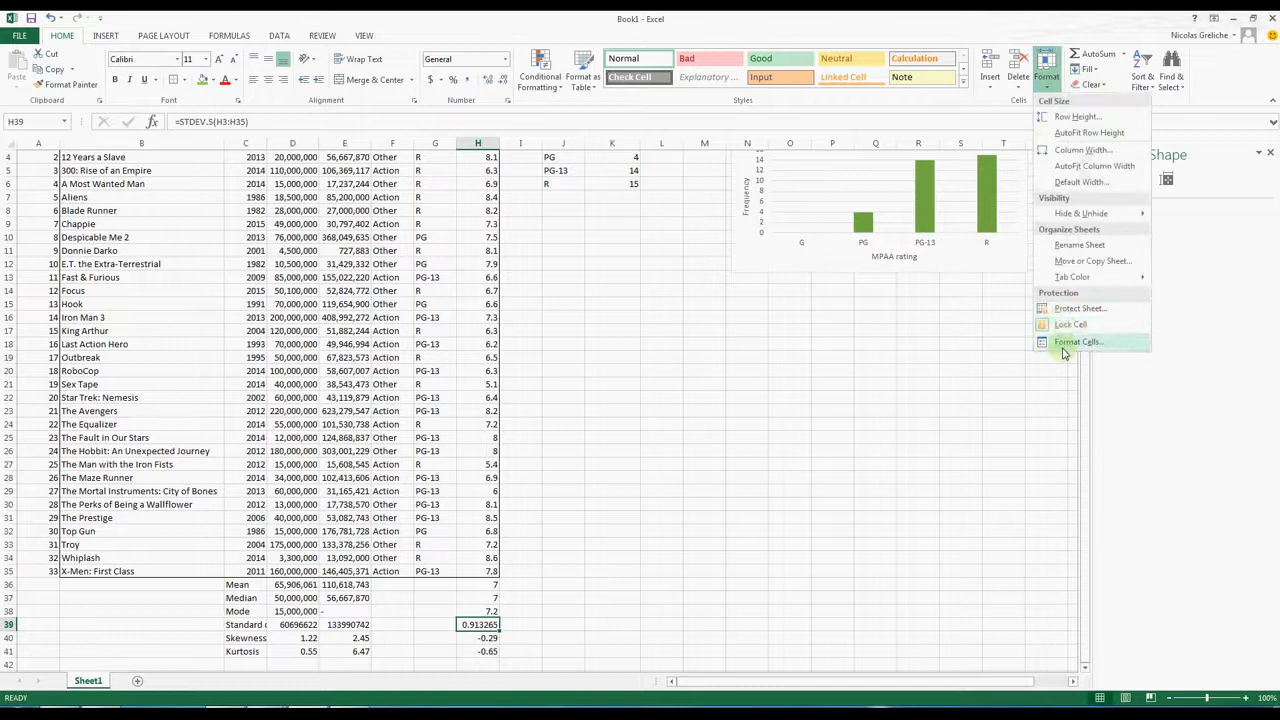 Book1 - Excel
FILE HOME INSERT PAGE LAYOUT FORMULAS DATA REVIEW VIEW Nicolas Greliche
Paste Cut Copy Format Painter Clipboard
Calibri 11 B I U Font
Wrap Text Merge & Center Alignment
General $ % Number
Conditional Formatting Format as Table
Normal Bad Good Neutral Calculation
Check Cell Explanatory ... Input Linked Cell Note
Styles
Insert Delete Format Cells
AutoSum Fill Clear Sort & Filter Find & Select
H39 fx =STDEV.S(H3:H35)
A B C D E F G H I J K L M N O P Q R S T
4 2 12 Years a Slave 2013 20,000,000 56,667,870 Other R 8.1 PG 4
5 3 300: Rise of an Empire 2014 110,000,000 106,369,117 Action R 6.3 PG-13 14
6 4 A Most Wanted Man 2014 15,000,000 17,237,244 Other R 6.9 R 15
7 5 Aliens 1986 18,500,000 85,200,000 Action R 8.4
8 6 Blade Runner 1982 28,000,000 27,000,000 Other R 8.2
9 7 Chappie 2015 49,000,000 30,797,402 Action R 7.3
10 8 Despicable Me 2 2013 76,000,000 368,049,635 Other PG 7.5
11 9 Donnie Darko 2001 4,500,000 727,883 Other R 8.1
12 10 E.T. the Extra-Terrestrial 1982 10,500,000 31,429,332 Other PG 7.9
13 11 Fast & Furious 2009 85,000,000 155,022,220 Action PG-13 6.6
14 12 Focus 2015 50,100,000 52,824,772 Other R 6.7
15 13 Hook 1991 70,000,000 119,654,900 Other PG 6.6
16 14 Iron Man 3 2013 200,000,000 408,992,272 Action PG-13 7.3
17 15 King Arthur 2004 120,000,000 51,882,244 Action PG-13 6.3
18 16 Last Action Hero 1993 70,000,000 49,946,994 Action PG-13 6.2
19 17 Outbreak 1995 50,000,000 67,823,573 Other R 6.6
20 18 RoboCop 2014 100,000,000 58,607,007 Action PG-13 6.3
21 19 Sex Tape 2014 40,000,000 38,543,473 Other R 5.1
22 20 Star Trek: Nemesis 2002 60,000,000 43,119,879 Other PG-13 6.4
23 21 The Avengers 2012 220,000,000 623,279,547 Action PG-13 8.2
24 22 The Equalizer 2014 55,000,000 101,530,738 Action R 7.2
25 23 The Fault in Our Stars 2014 12,000,000 124,868,837 Other PG-13 8
26 24 The Hobbit: An Unexpected Journey 2012 180,000,000 303,001,229 Other PG-13 8
27 25 The Man with the Iron Fists 2012 15,000,000 15,608,545 Action R 5.4
28 26 The Maze Runner 2014 34,000,000 102,413,606 Action PG-13 6.9
29 27 The Mortal Instruments: City of Bones 2013 60,000,000 31,165,421 Action PG-13 6
30 28 The Perks of Being a Wallflower 2012 13,000,000 17,738,570 Other PG-13 8.1
31 29 The Prestige 2006 40,000,000 53,082,743 Other PG-13 8.5
32 30 Top Gun 1986 15,000,000 176,781,728 Action PG 6.8
33 31 Troy 2004 175,000,000 133,378,256 Other R 7.2
34 32 Whiplash 2014 3,300,000 13,092,000 Other R 8.6
35 33 X-Men: First Class 2011 160,000,000 146,405,371 Action PG-13 7.8
36 Mean 65,906,061 110,618,743 7
37 Median 50,000,000 56,667,870 7
38 Mode 15,000,000 - 7.2
39 Standard d 60696622 133990742 0.913265
40 Skewness 1.22 2.45 -0.29
41 Kurtosis 0.55 6.47 -0.65
42
Frequency
16
14
12
10
8
6
4
2
0
G PG PG-13 R
MPAA rating
Cell Size
Row Height...
AutoFit Row Height
Column Width...
AutoFit Column Width
Default Width...
Visibility
Hide & Unhide
Organize Sheets
Rename Sheet
Move or Copy Sheet...
Tab Color
Protection
Protect Sheet...
Lock Cell
Format Cells...
Shape
Sheet1
READY 100%